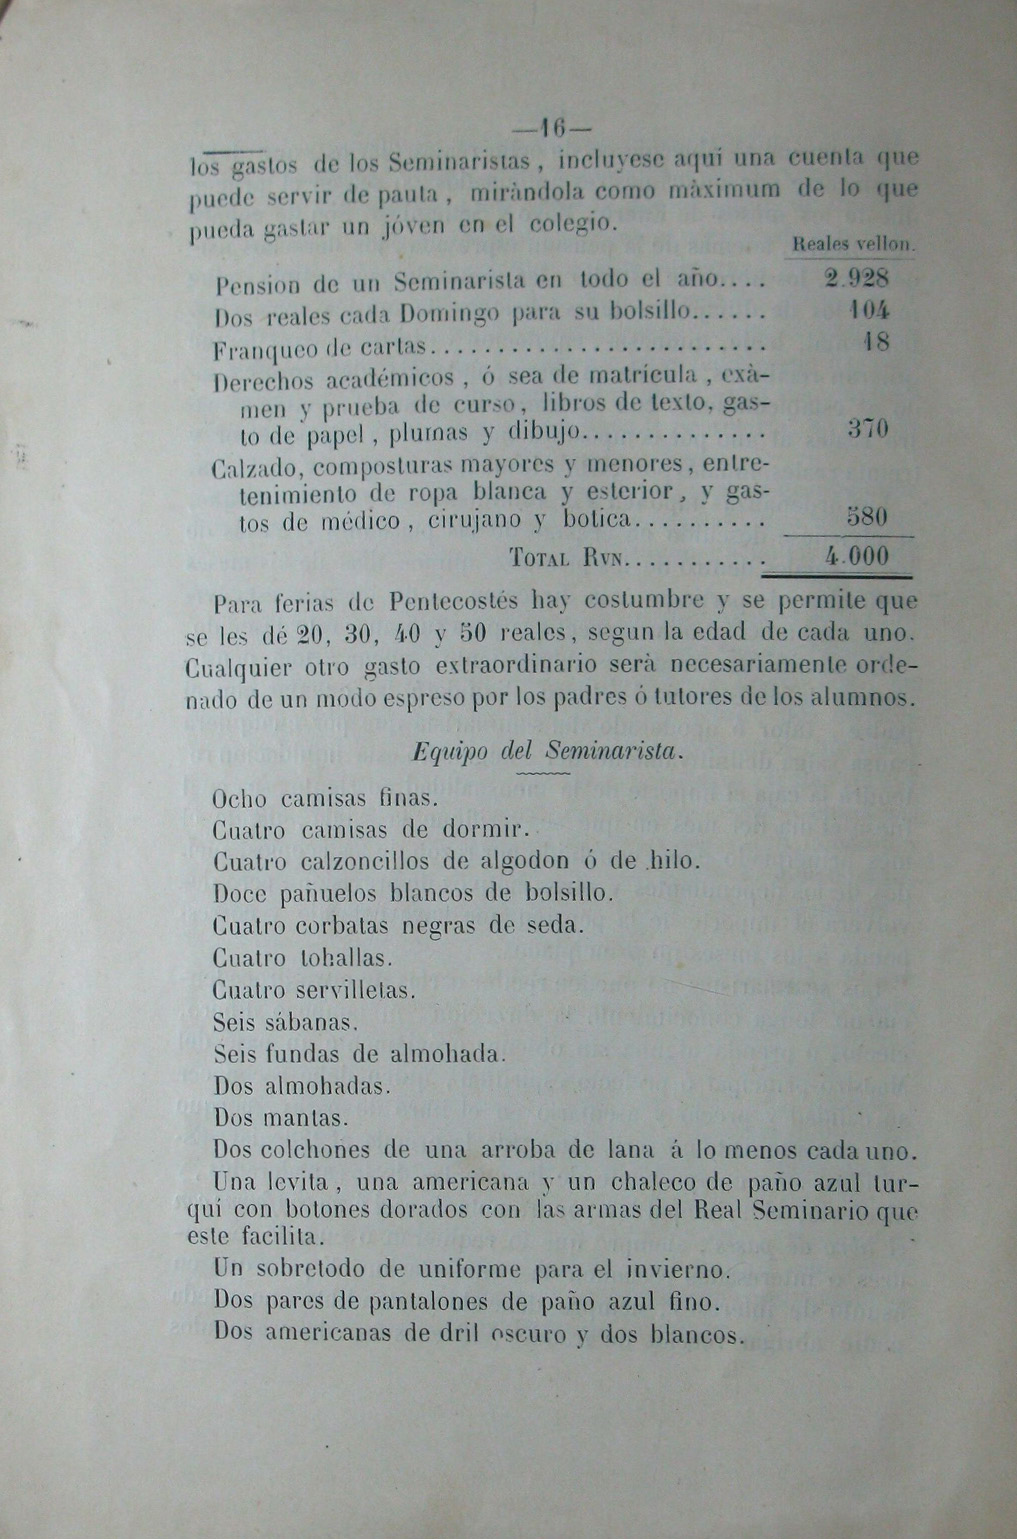 —16—
los gastos de los Seminaristas, incluyese aquí una cuenta que
puede servir de pauta, miràndola como màximum de lo que
pueda gastar un jóven en el colegio.
Reales vellon.
Pension de un Seminarista en todo el año.... 2.928
Dos reales cada Domingo para su bolsillo...... 104
Franqueo de cartas......................... 18
Derechos académicos, ó sea de matrícula, exà-
men y prueba de curso, libros de texto, gas-
to de papel, plumas y dibujo.............. 370
Calzado, composturas mayores y menores, entre-
tenimiento de ropa blanca y esterior, y gas-
tos de médico, cirujano y botica.......... 580
TOTAL RVN........... 4.000
Para ferias de Pentecostés hay costumbre y se permite que
se les dé 20, 30, 40 y 50 reales, segun la edad de cada uno.
Cualquier otro gasto extraordinario serà necesariamente orde-
nado de un modo espreso por los padres ó tutores de los alumnos.
Equipo del Seminarista.
Ocho camisas finas.
Cuatro camisas de dormir.
Cuatro calzoncillos de algodon ó de hilo.
Doce pañuelos blancos de bolsillo.
Cuatro corbatas negras de seda.
Cuatro tohallas.
Cuatro servilletas.
Seis sábanas.
Seis fundas de almohada.
Dos almohadas.
Dos mantas.
Dos colchones de una arroba de lana á lo menos cada uno.
Una levita, una americana y un chaleco de paño azul tur-
quí con botones dorados con las armas del Real Seminario que
este facilita.
Un sobretodo de uniforme para el invierno.
Dos pares de pantalones de paño azul fino.
Dos americanas de dril oscuro y dos blancos.